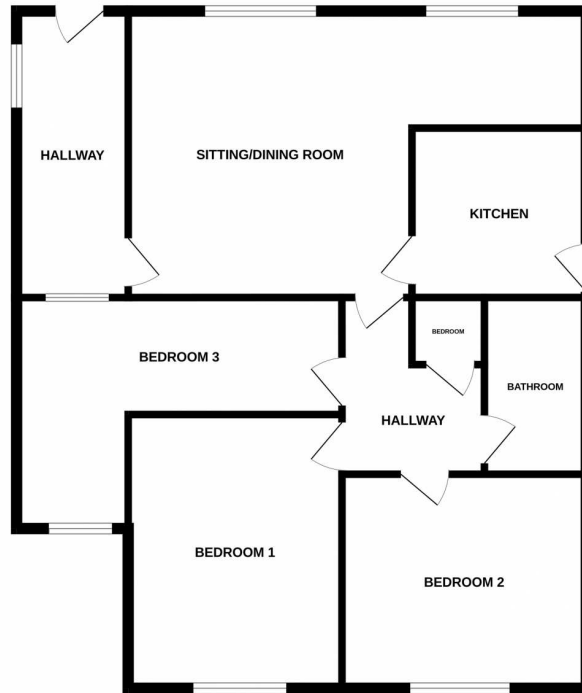 HALLWAY
SITTING/DINING ROOM
KITCHEN
BEDROOM
BEDROOM 3
BATHROOM
HALLWAY
BEDROOM 1
BEDROOM 2